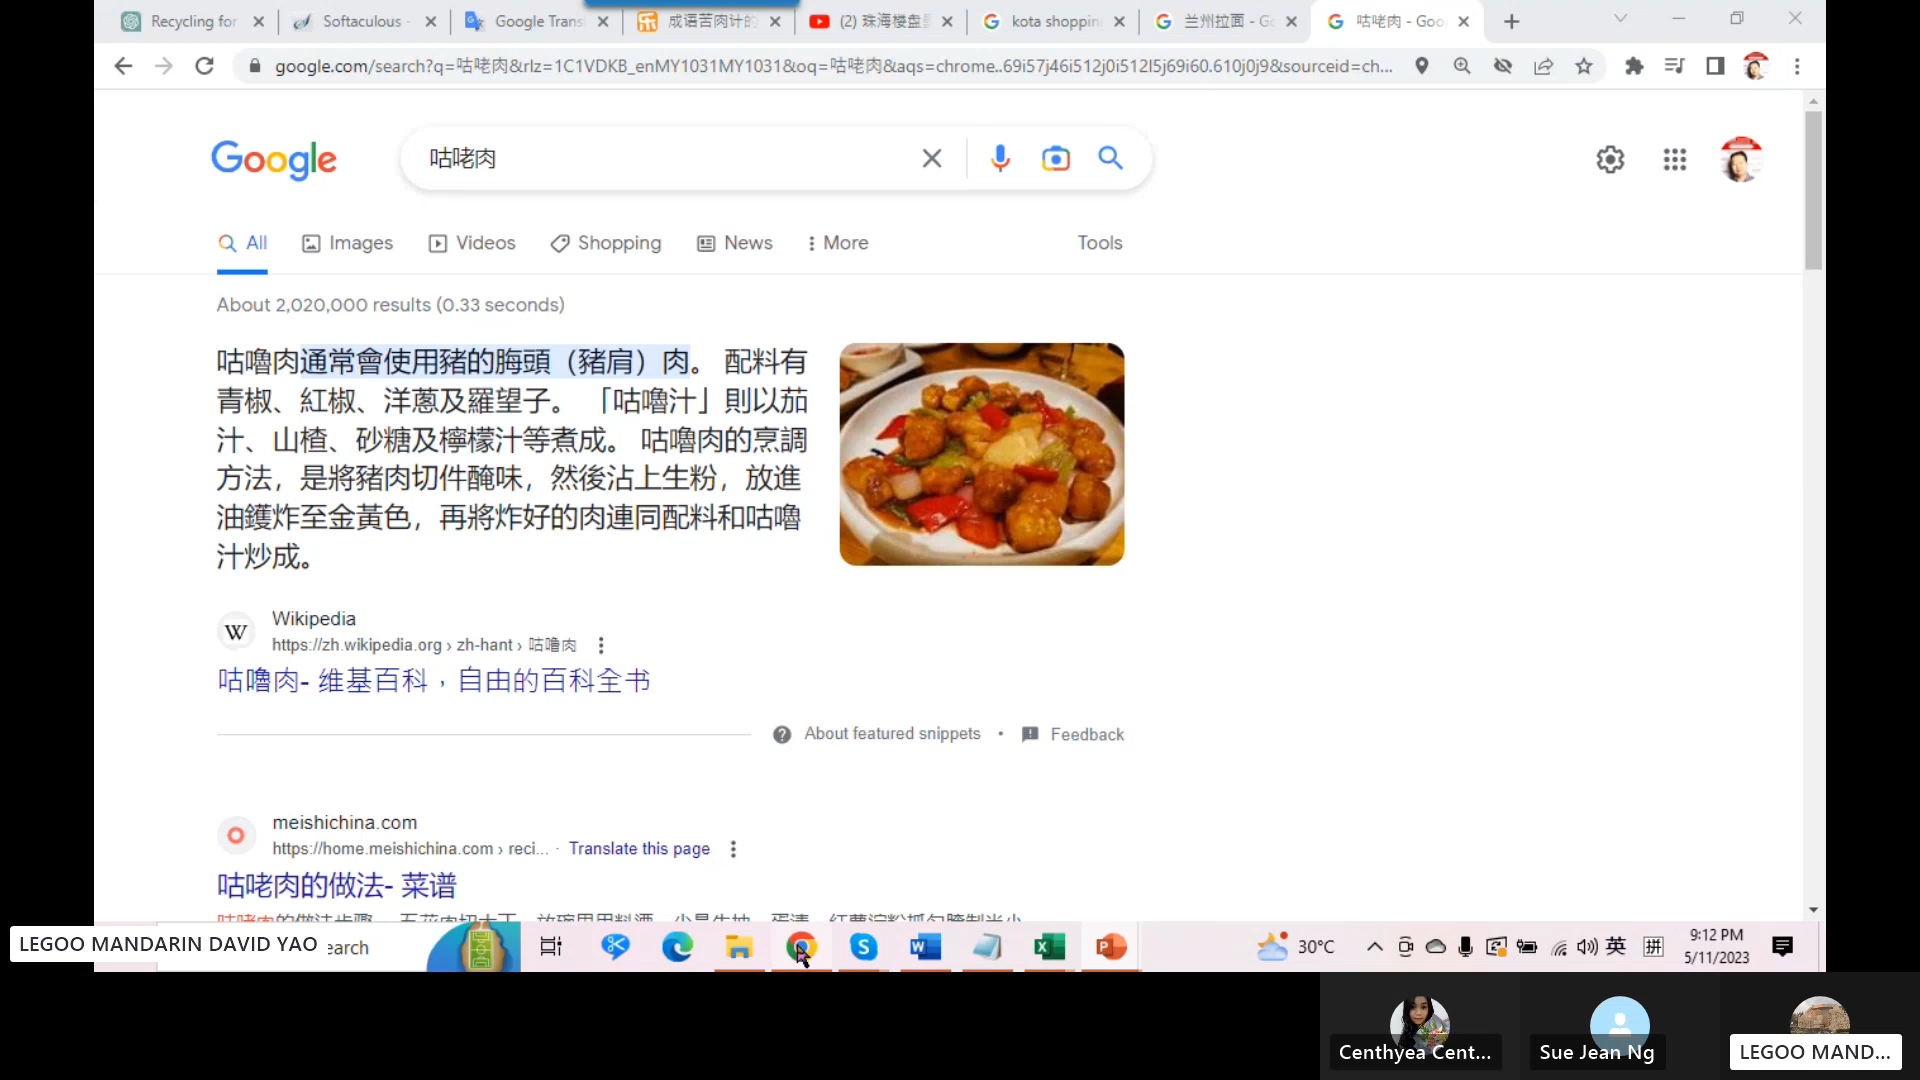 Recycling for
Softaculous -
Google Trans
成语苦肉计的
(2) 珠海楼盘
kota shoppin
兰州拉面 - Go
咕咾肉 - Goo
google.com/search?q=咕咾肉&rlz=1C1VDKB_enMY1031MY1031&oq=咕咾肉&aqs=chrome..69i57j46i512j0i512l5j69i60.610j0j9&sourceid=ch...
Google
咕咾肉
All
Images
Videos
Shopping
News
More
Tools
About 2,020,000 results (0.33 seconds)
咕嚕肉通常會使用豬的脢頭（豬肩）肉。 配料有
青椒、紅椒、洋蔥及羅望子。 「咕嚕汁」則以茄
汁、山楂、砂糖及檸檬汁等煮成。 咕嚕肉的烹調
方法，是將豬肉切件醃味，然後沾上生粉，放進
油鑊炸至金黃色，再將炸好的肉連同配料和咕嚕
汁炒成。
W
Wikipedia
https://zh.wikipedia.org › zh-hant › 咕嚕肉
咕嚕肉- 维基百科，自由的百科全书
About featured snippets
•
Feedback
meishichina.com
https://home.meishichina.com › reci... · Translate this page
咕咾肉的做法- 菜谱
LEGOO MANDARIN DAVID YAO
earch
30°C
英
拼
9:12 PM
5/11/2023
Centhyea Cent...
Sue Jean Ng
LEGOO MAND...